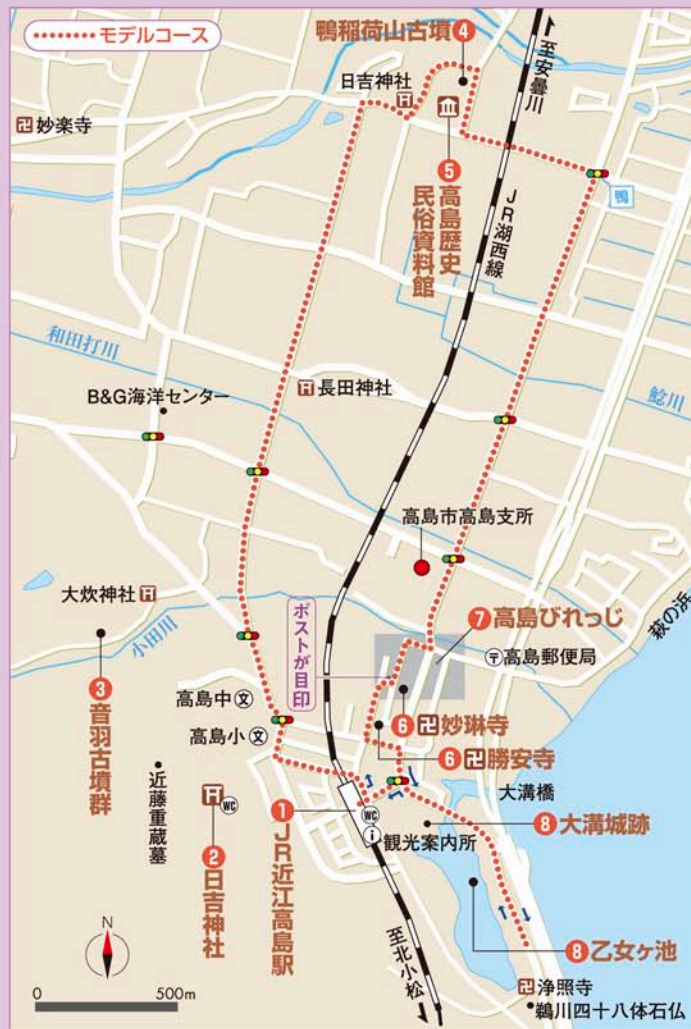 モデルコース
鴨稲荷山古墳④
至安曇川
日吉神社
卍妙楽寺
⑤高島歴史
民俗資料館
鴨
JR湖西線
和田打川
B&G海洋センター
長田神社
鯰川
高島市高島支所
大炊神社
小田川
ポストが目印
⑦高島びれっじ
萩の浜
〒高島郵便局
③音羽古墳群
高島中 文
⑥卍妙琳寺
高島小 文
⑥卍勝安寺
近藤重蔵墓
WC
②日吉神社
①JR近江高島駅
WC
i
観光案内所
大溝橋
⑧大溝城跡
⑧乙女ヶ池
N
0 500m
至北小松
卍浄照寺
鵜川四十八体石仏